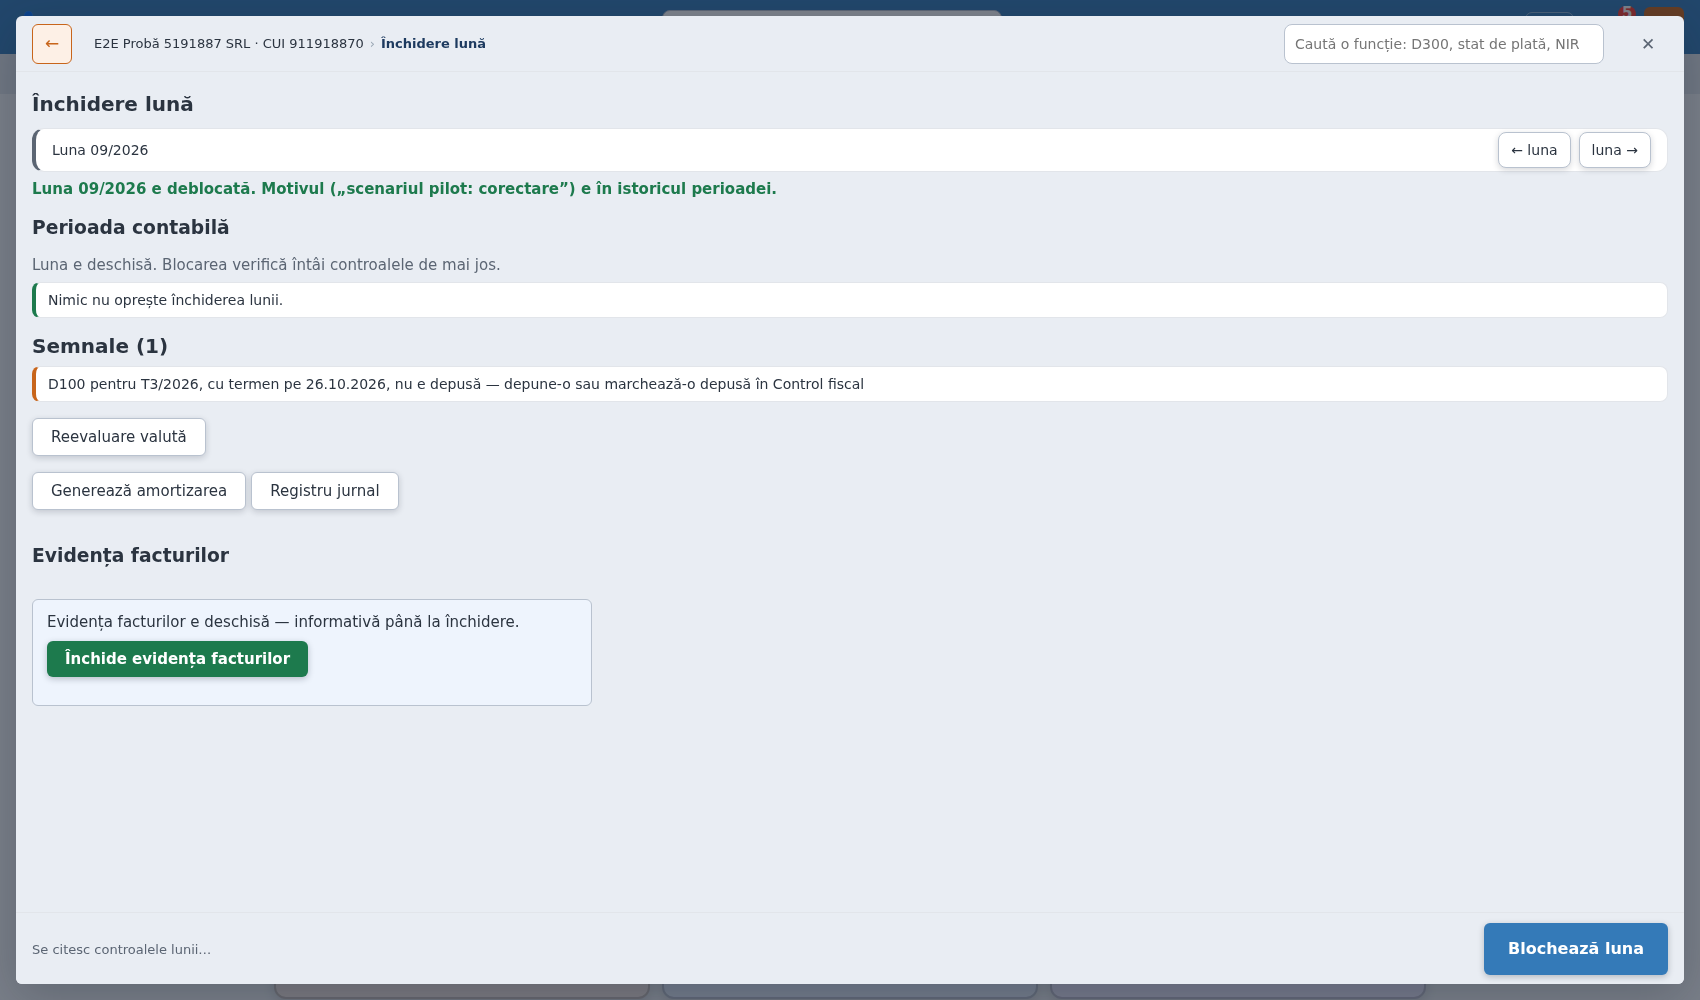 5
←
E2E Probă 5191887 SRL · CUI 911918870 › Închidere lună
Caută o funcție: D300, stat de plată, NIR
✕
Închidere lună
Luna 09/2026
← luna
luna →
Luna 09/2026 e deblocată. Motivul („scenariul pilot: corectare”) e în istoricul perioadei.
Perioada contabilă
Luna e deschisă. Blocarea verifică întâi controalele de mai jos.
Nimic nu oprește închiderea lunii.
Semnale (1)
D100 pentru T3/2026, cu termen pe 26.10.2026, nu e depusă — depune-o sau marchează-o depusă în Control fiscal
Reevaluare valută
Generează amortizarea
Registru jurnal
Evidența facturilor
Evidența facturilor e deschisă — informativă până la închidere.
Închide evidența facturilor
Se citesc controalele lunii...
Blochează luna